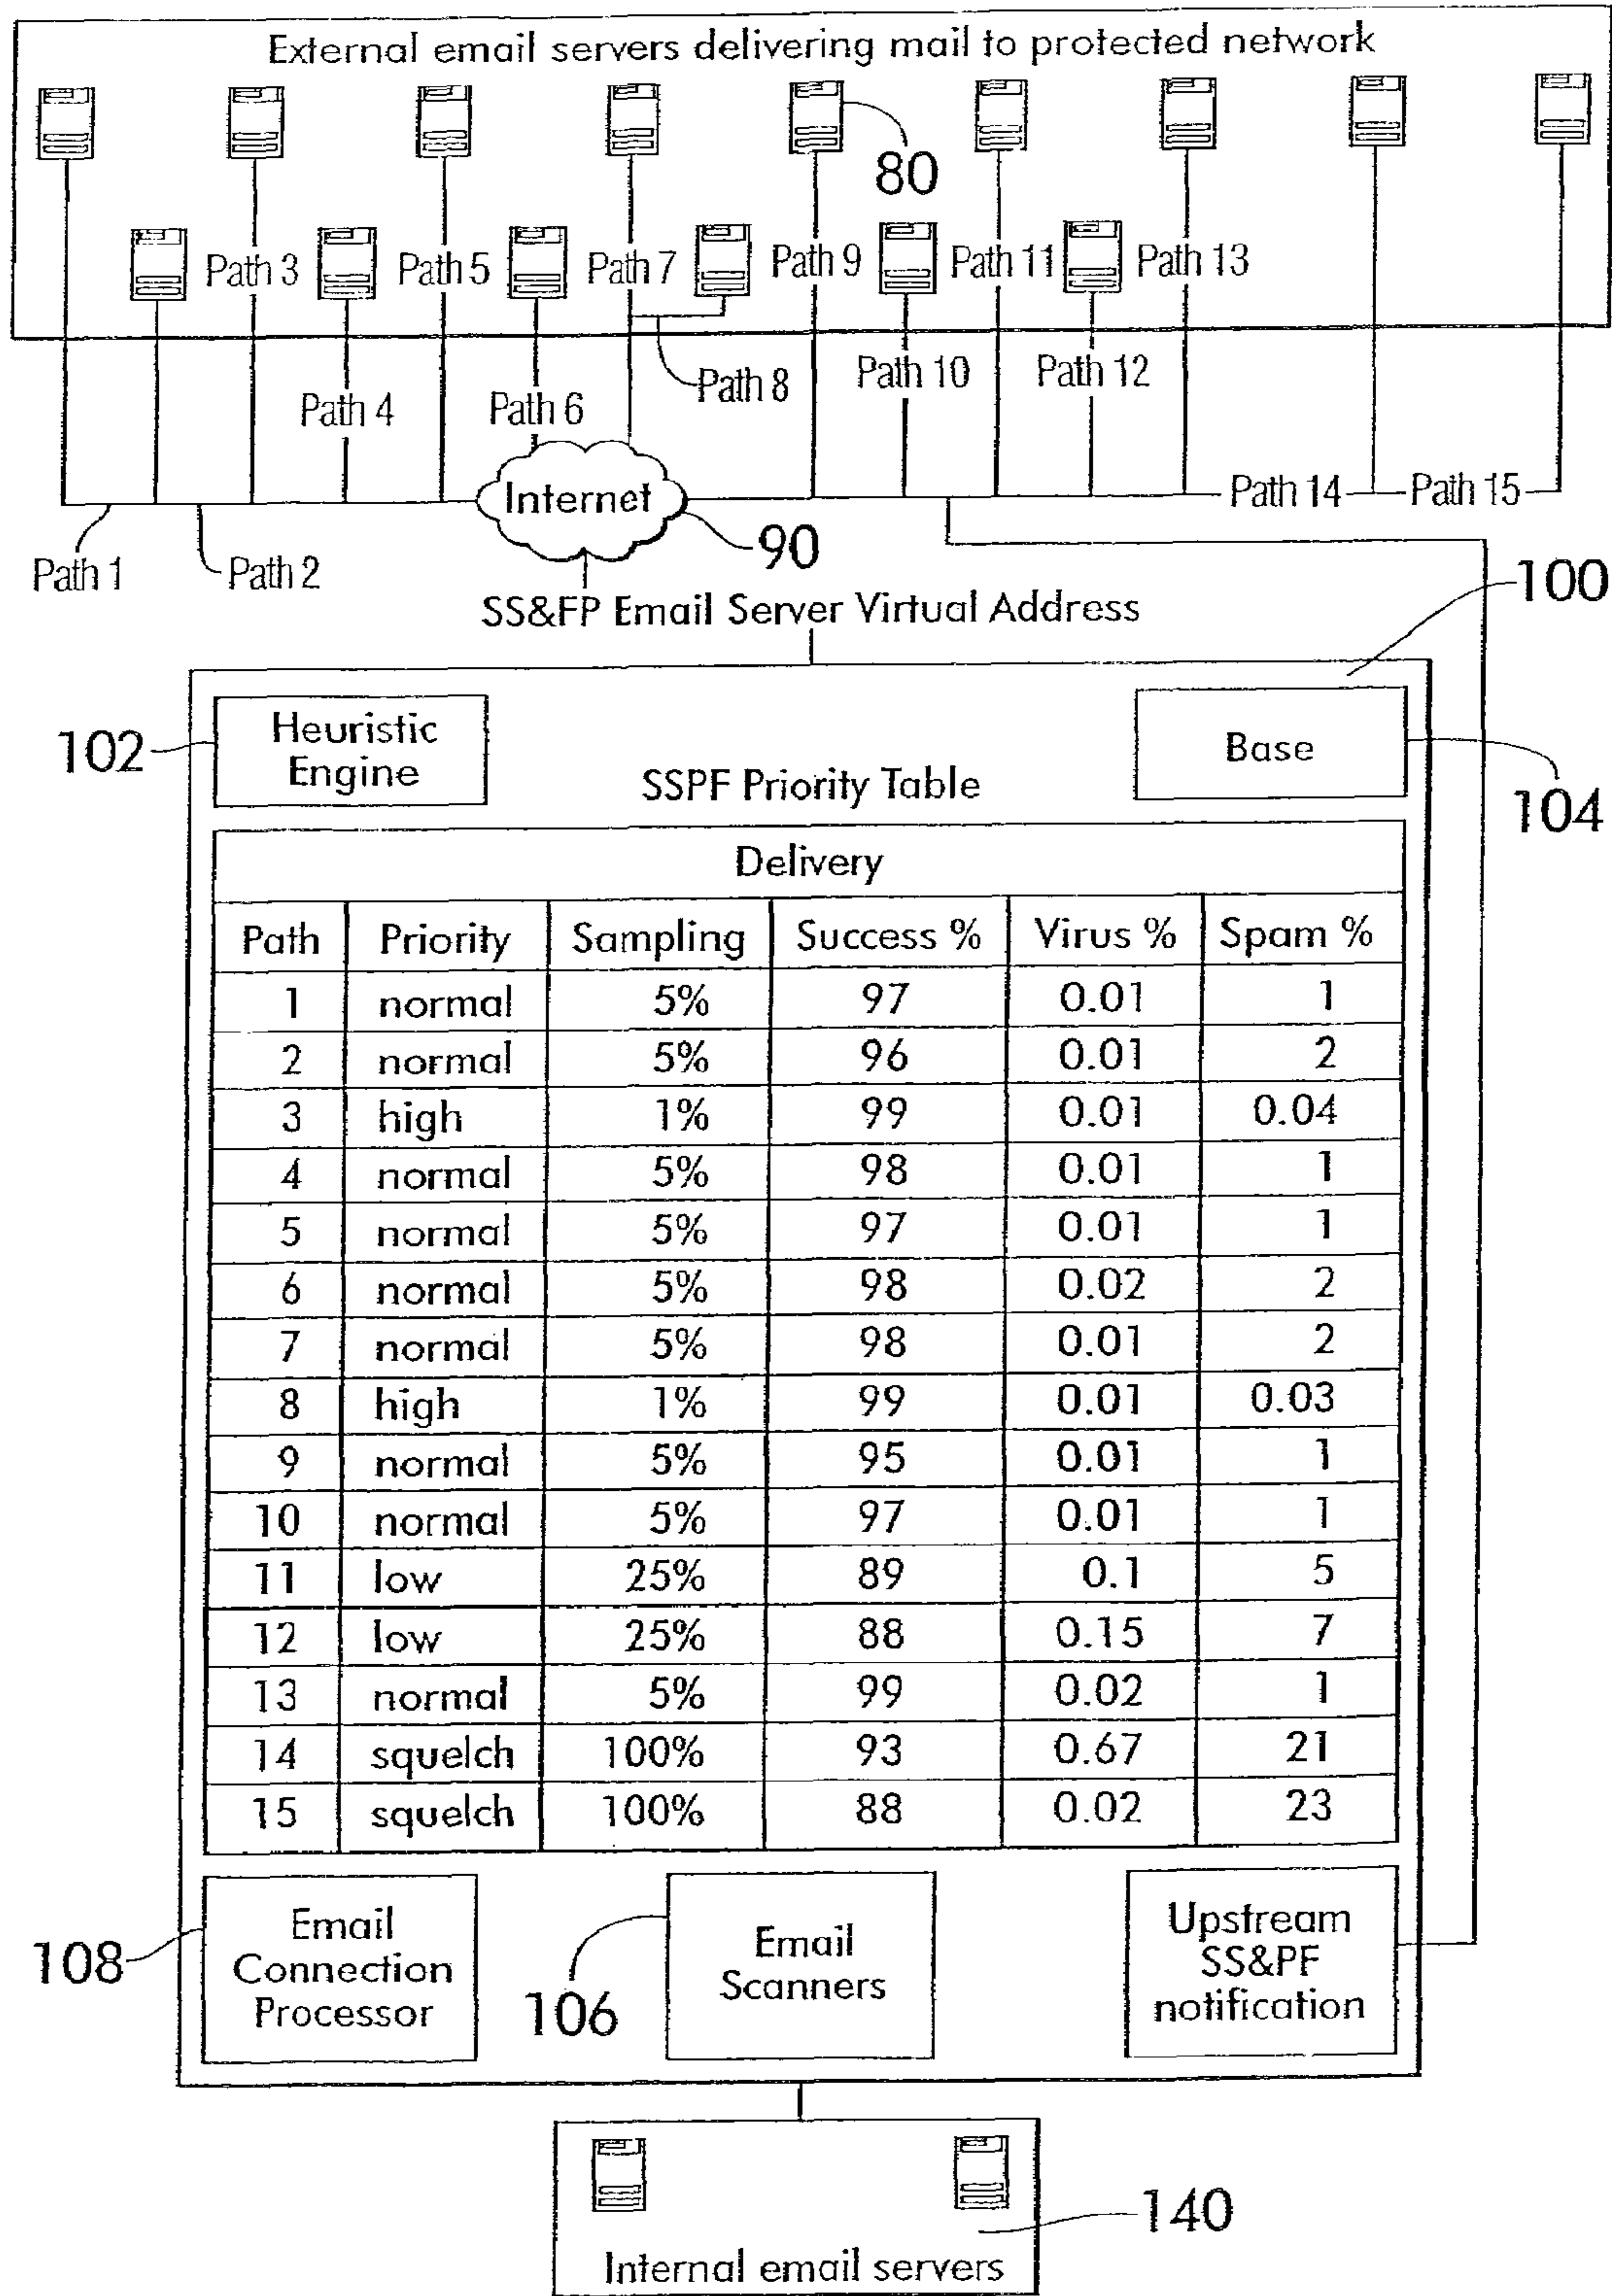 External email servers delivering mail to protected network
80
Path 3
Path 5
Path 7
Path 9
Path 11
Path 13
Path 4
Path 6
Path 8
Path 10
Path 12
Internet
Path 14
Path 15
Path 1
Path 2
90
SS&FP Email Server Virtual Address
100
102
Heuristic
Engine
SSPF Priority Table
Base
104
Delivery
Path Priority Sampling Success % Virus % Spam %
1 normal 5% 97 0.01 1
2 normal 5% 96 0.01 2
3 high 1% 99 0.01 0.04
4 normal 5% 98 0.01 1
5 normal 5% 97 0.01 1
6 normal 5% 98 0.02 2
7 normal 5% 98 0.01 2
8 high 1% 99 0.01 0.03
9 normal 5% 95 0.01 1
10 normal 5% 97 0.01 1
11 low 25% 89 0.1 5
12 low 25% 88 0.15 7
13 normal 5% 99 0.02 1
14 squelch 100% 93 0.67 21
15 squelch 100% 88 0.02 23
108
Email
Connection
Processor
106
Email
Scanners
Upstream
SS&PF
notification
140
Internal email servers